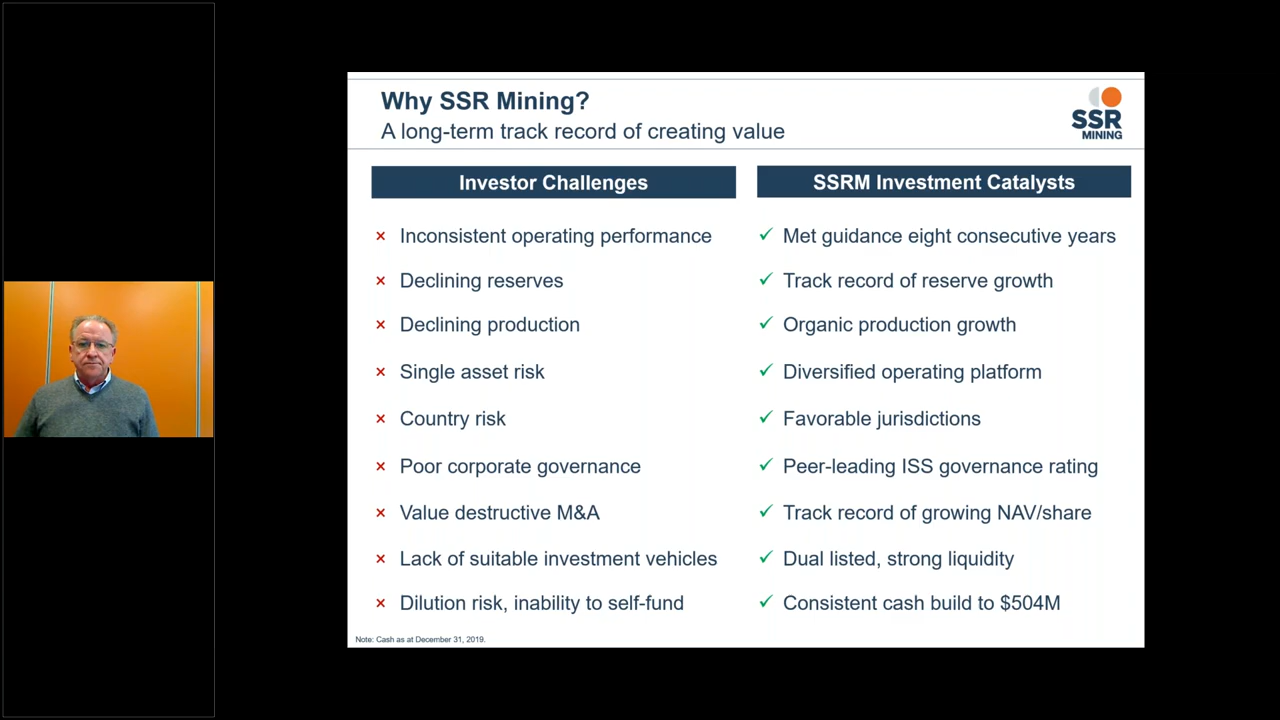 Why SSR Mining?
A long-term track record of creating value
SSR
MINING
Investor Challenges
× Inconsistent operating performance
× Declining reserves
× Declining production
× Single asset risk
× Country risk
× Poor corporate governance
× Value destructive M&A
× Lack of suitable investment vehicles
× Dilution risk, inability to self-fund
SSRM Investment Catalysts
✓ Met guidance eight consecutive years
✓ Track record of reserve growth
✓ Organic production growth
✓ Diversified operating platform
✓ Favorable jurisdictions
✓ Peer-leading ISS governance rating
✓ Track record of growing NAV/share
✓ Dual listed, strong liquidity
✓ Consistent cash build to $504M
Note: Cash as at December 31, 2019.